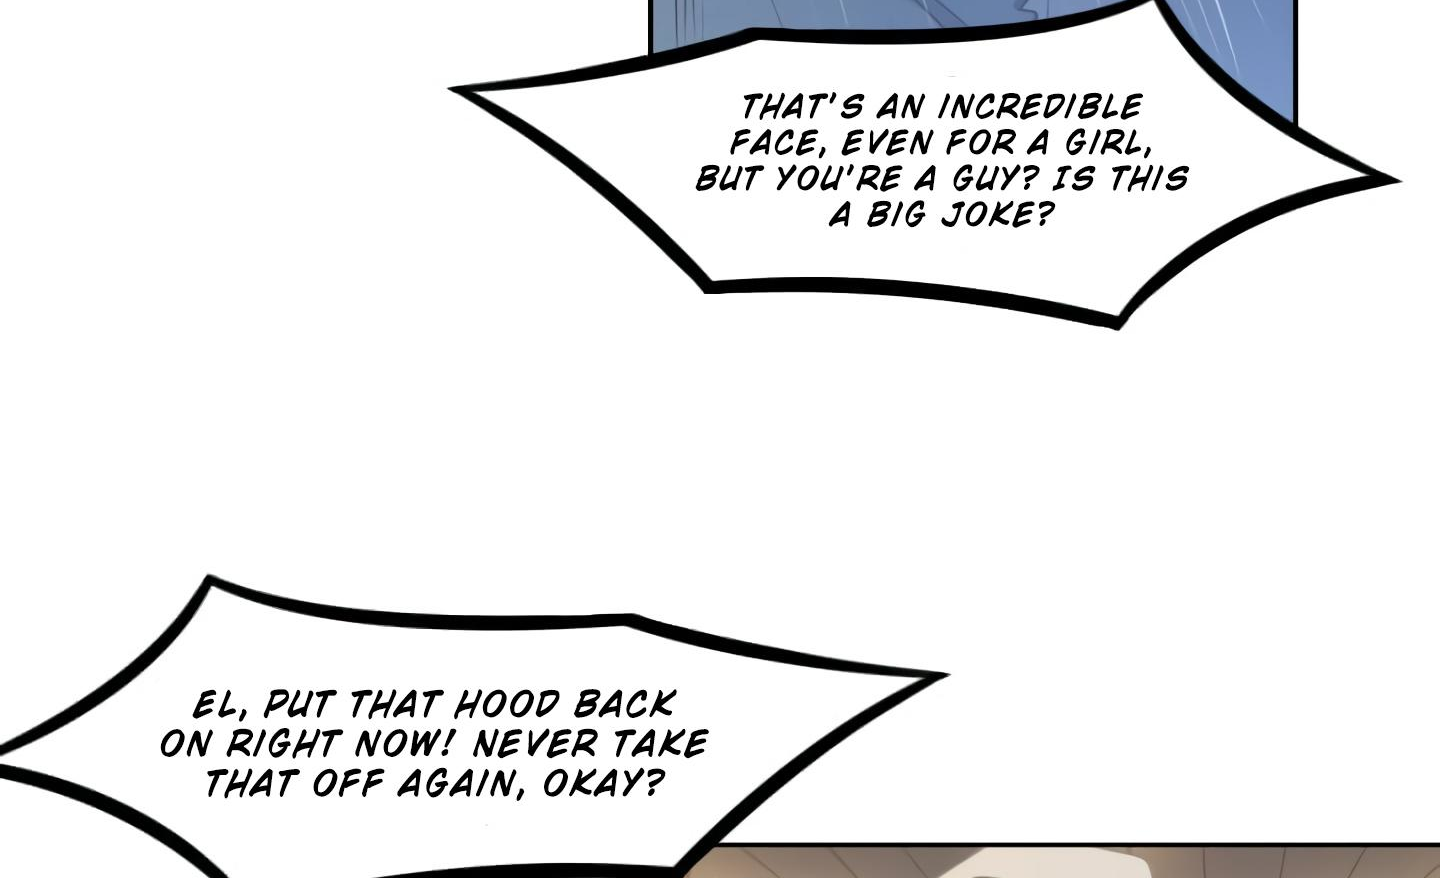 THAT'S AN INCREDIBLE
FACE, EVEN FOR A GIRL,
BUT YOU'RE A GUY? IS THIS
A BIG JOKE?
EL, PUT THAT HOOD BACK
ON RIGHT NOW! NEVER TAKE
THAT OFF AGAIN, OKAY?